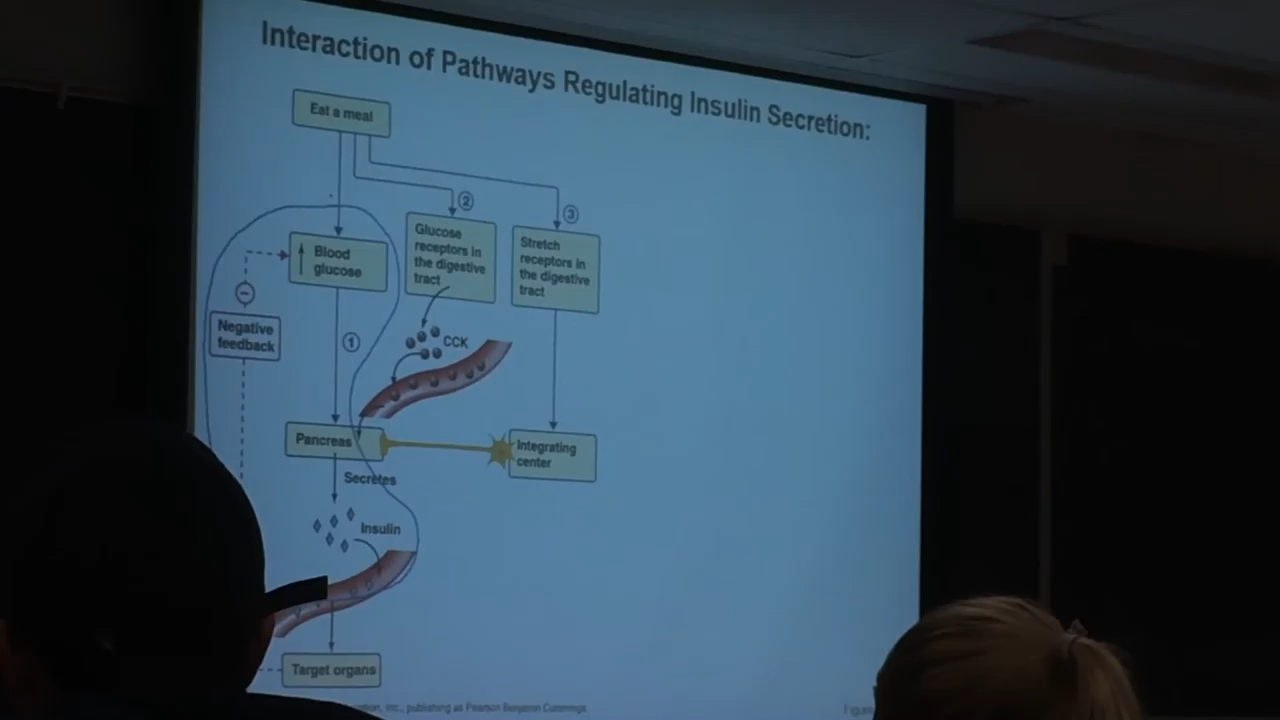 Interaction of Pathways Regulating Insulin Secretion:
Eat a meal
2
3
Blood
glucose
Glucose
receptors in
the digestive
tract
Stretch
receptors in
the digestive
tract
−
Negative
feedback
1
CCK
Pancreas
Integrating
center
Secretes
Insulin
Target organs
Inc., publishing as Pearson Benjamin Cummings.